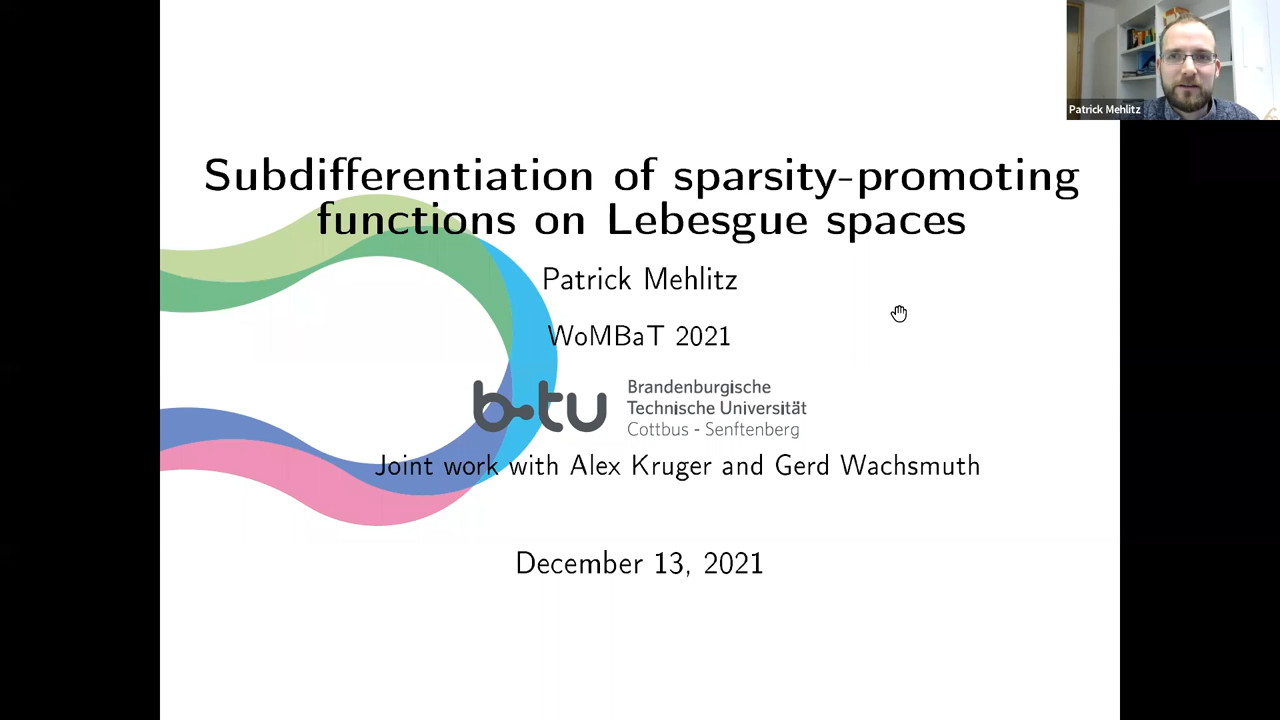 Patrick Mehlitz
Subdifferentiation of sparsity-promoting
functions on Lebesgue spaces
Patrick Mehlitz
WoMBaT 2021
b-tu
Brandenburgische
Technische Universität
Cottbus - Senftenberg
Joint work with Alex Kruger and Gerd Wachsmuth
December 13, 2021